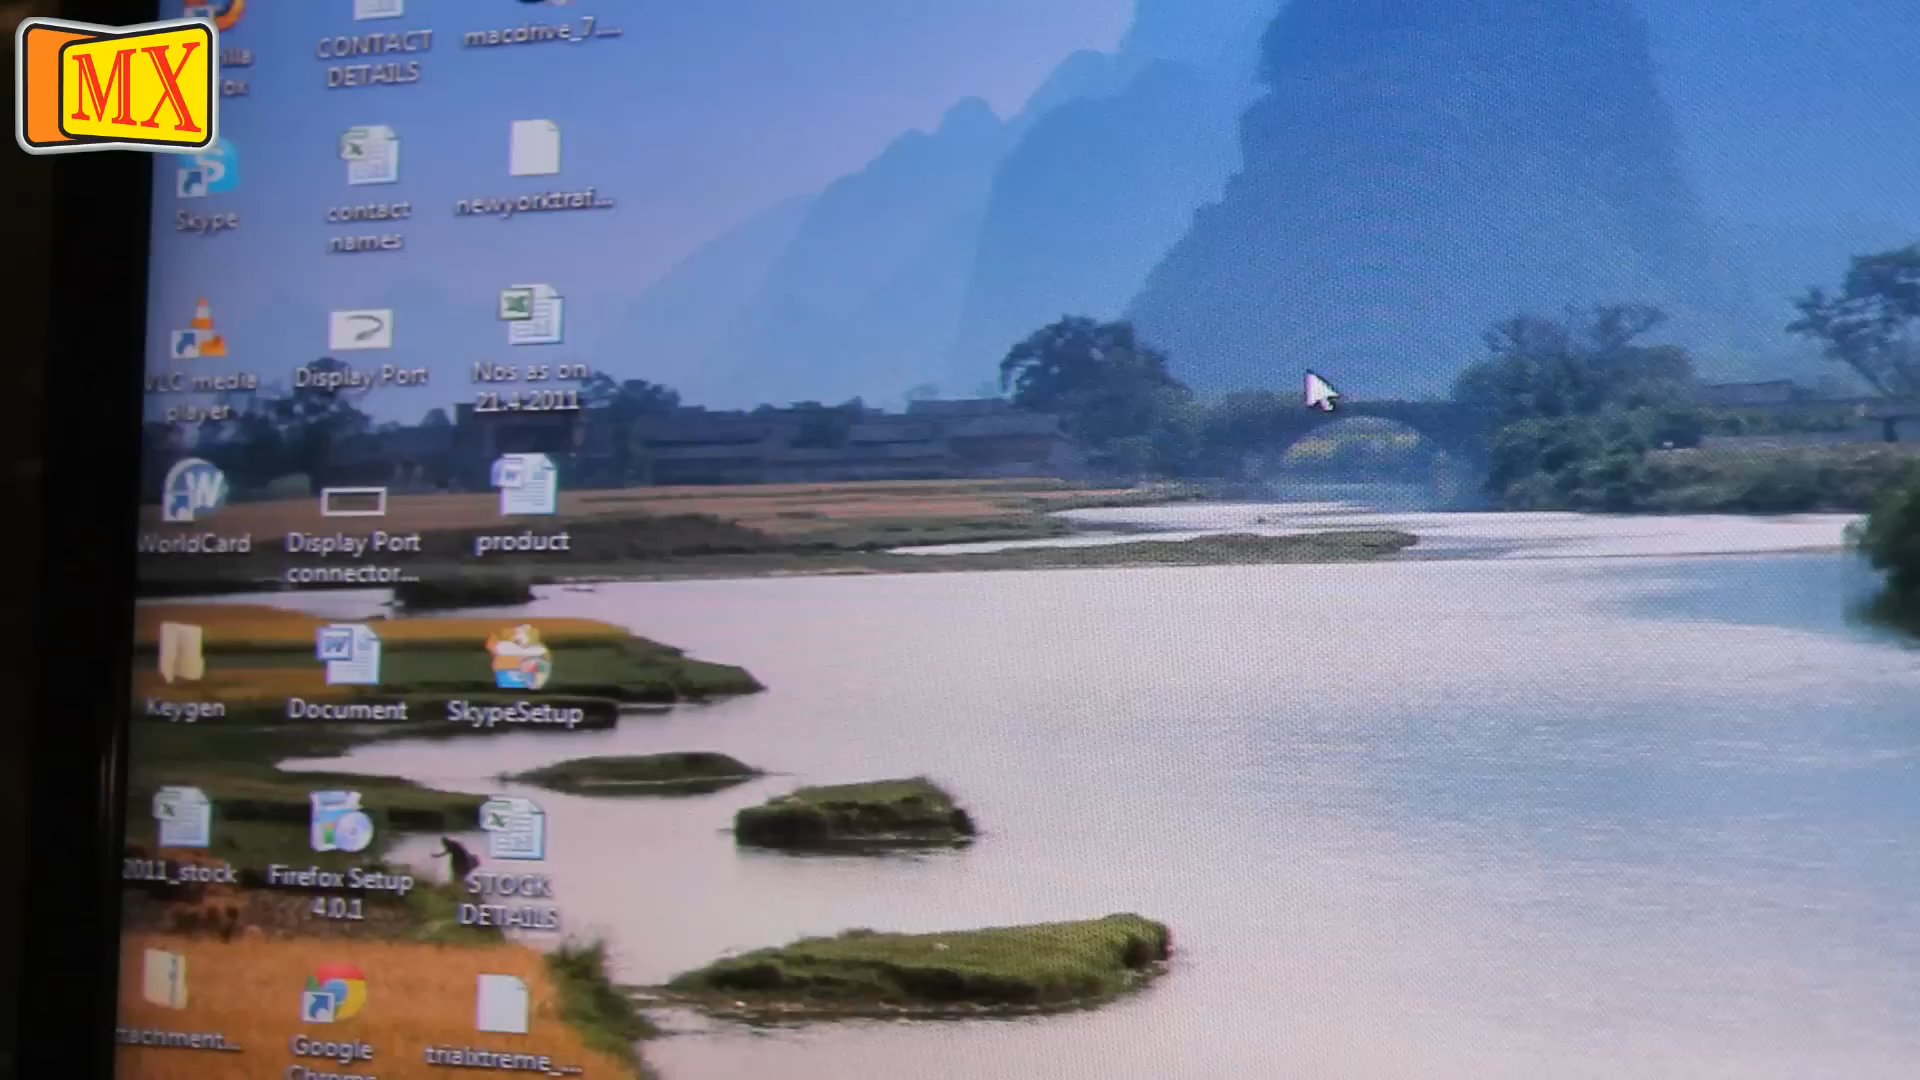 MX
CONTACT
DETAILS
macdrive_7....
Skype
contact
names
newyorktraf...
VLC media
player
Display Port
Nos as on
21.4.2011
WorldCard
Display Port
connector...
product
Keygen
Document
SkypeSetup
2011_stock
Firefox Setup
4.0.1
STOCK
DETAILS
Google
Chrome
trialxtreme_...